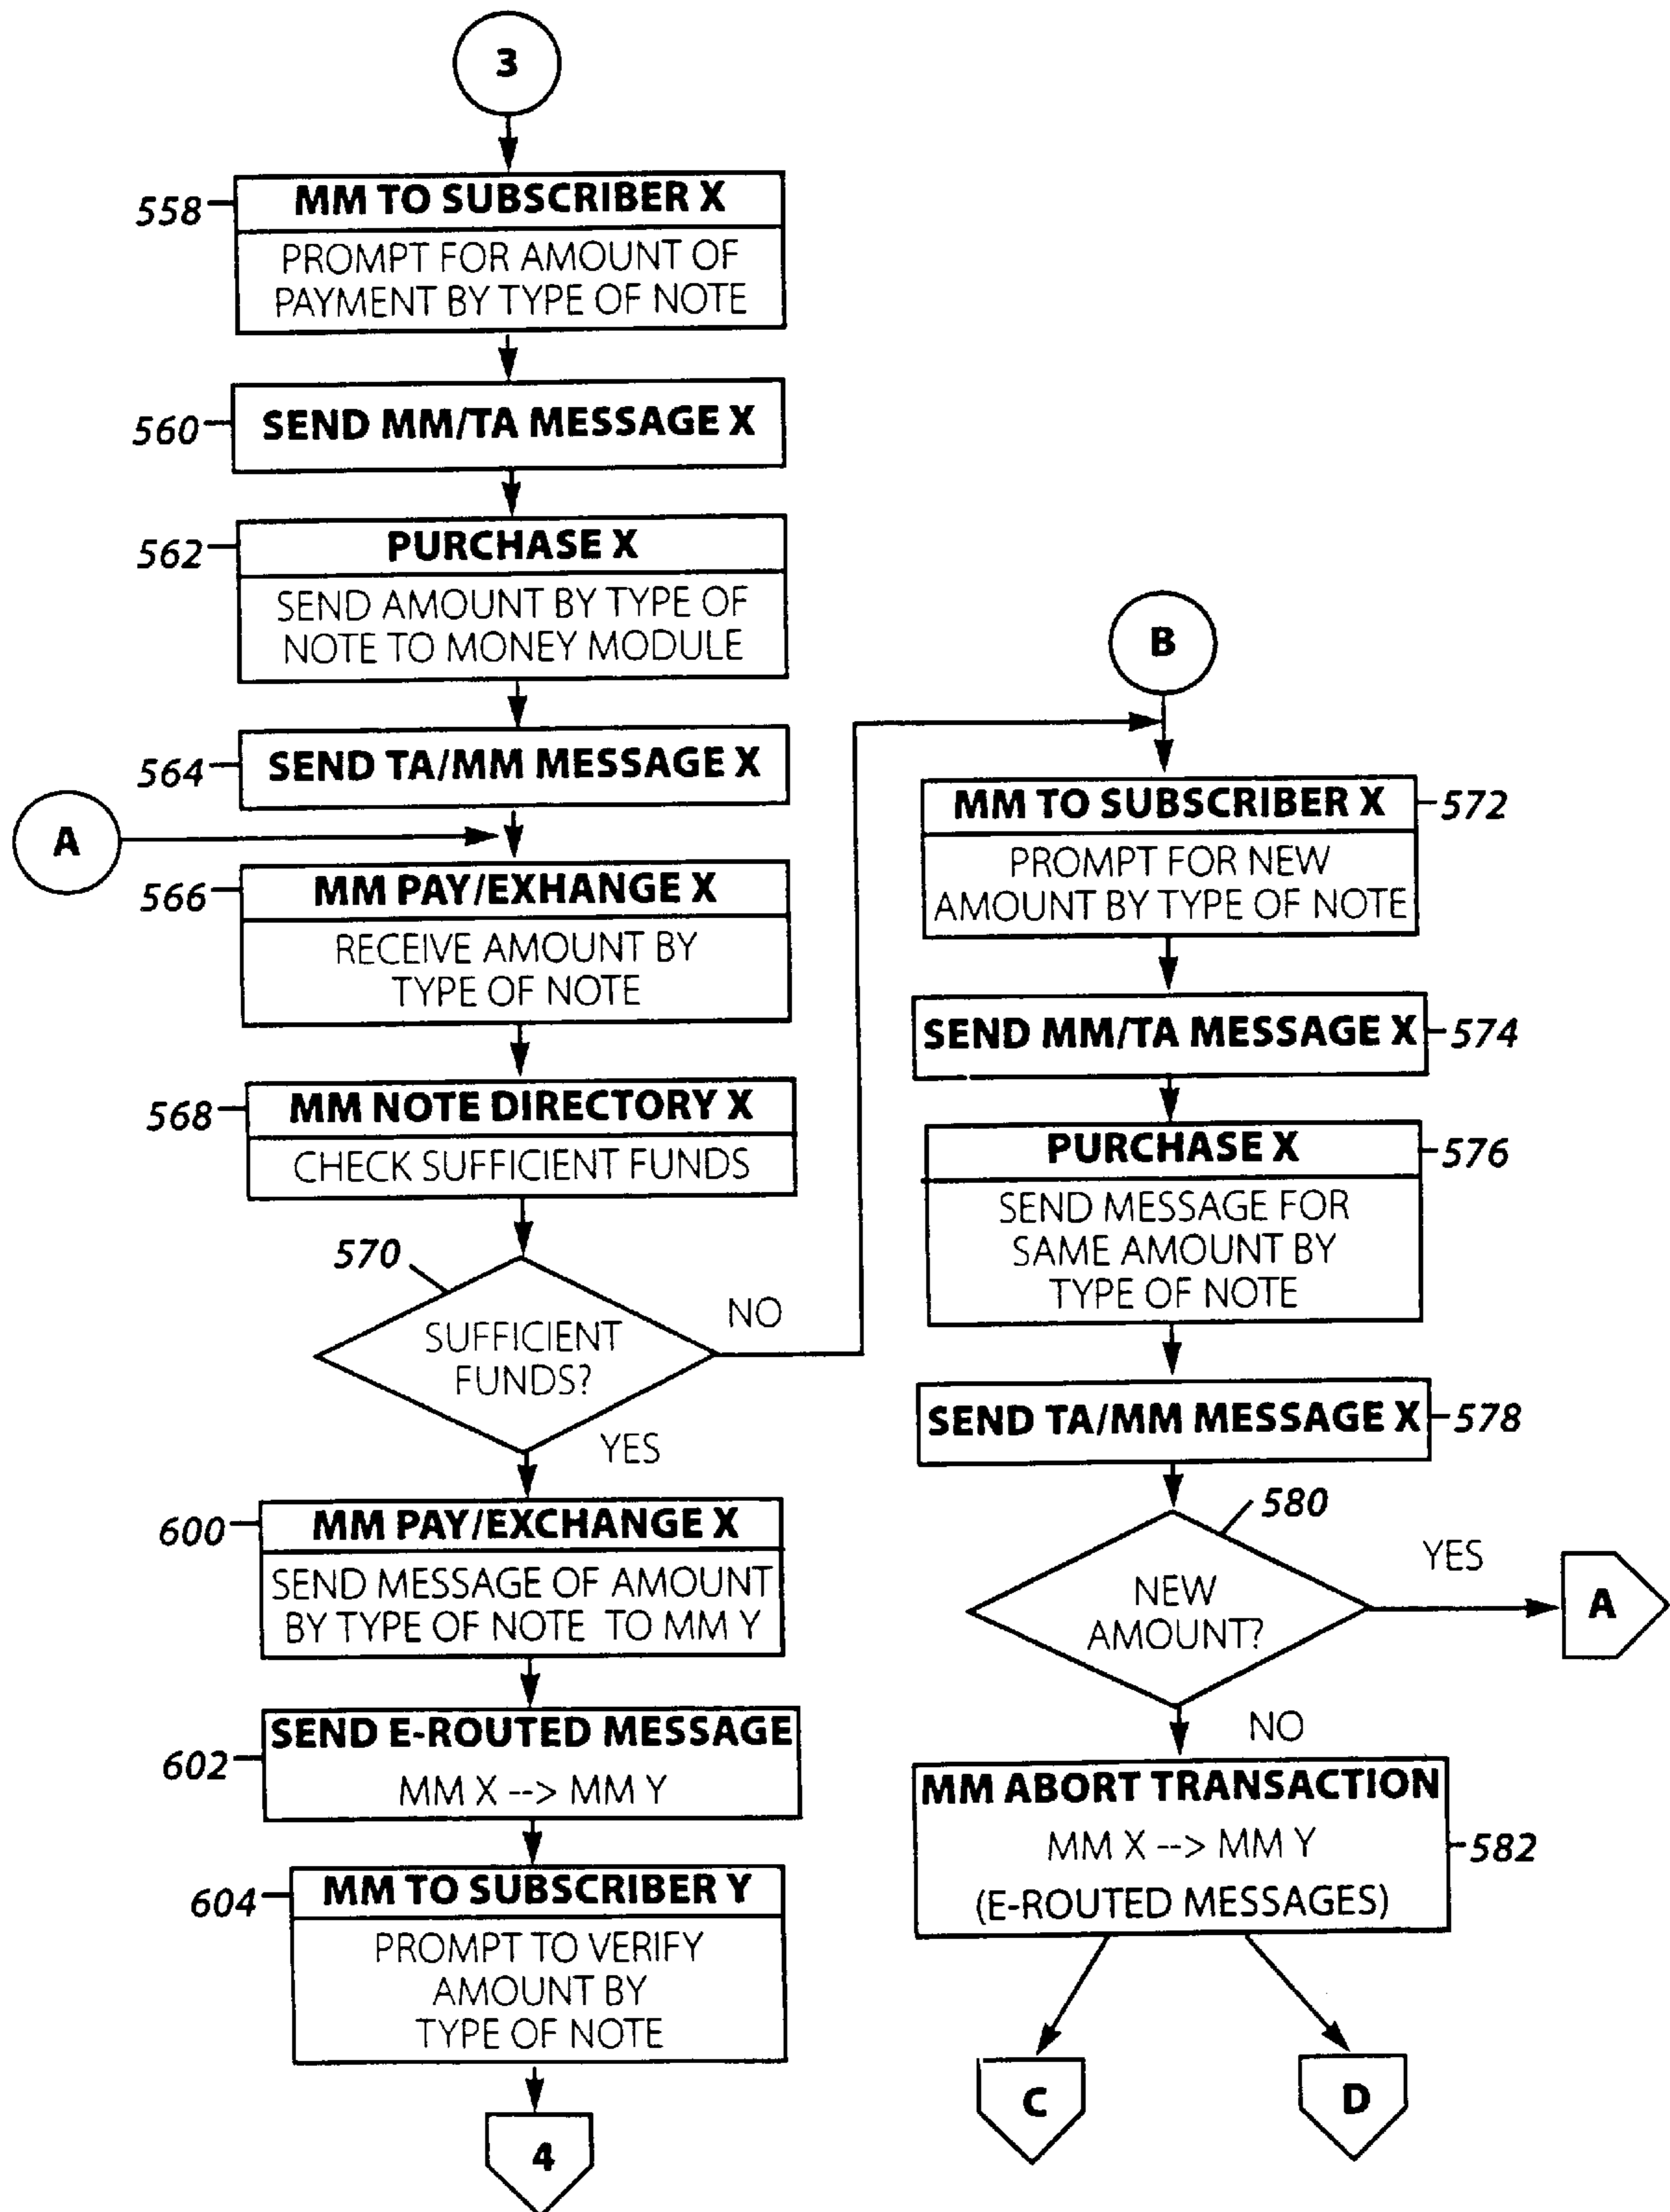 3
558
MM TO SUBSCRIBER X
PROMPT FOR AMOUNT OF
PAYMENT BY TYPE OF NOTE
560
SEND MM/TA MESSAGE X
562
PURCHASE X
SEND AMOUNT BY TYPE OF
NOTE TO MONEY MODULE
564
SEND TA/MM MESSAGE X
A
566
MM PAY/EXHANGE X
RECEIVE AMOUNT BY
TYPE OF NOTE
568
MM NOTE DIRECTORY X
CHECK SUFFICIENT FUNDS
570
SUFFICIENT
FUNDS?
NO
YES
600
MM PAY/EXCHANGE X
SEND MESSAGE OF AMOUNT
BY TYPE OF NOTE TO MM Y
602
SEND E-ROUTED MESSAGE
MM X --> MM Y
604
MM TO SUBSCRIBER Y
PROMPT TO VERIFY
AMOUNT BY
TYPE OF NOTE
4
B
MM TO SUBSCRIBER X
572
PROMPT FOR NEW
AMOUNT BY TYPE OF NOTE
SEND MM/TA MESSAGE X
574
PURCHASE X
576
SEND MESSAGE FOR
SAME AMOUNT BY
TYPE OF NOTE
SEND TA/MM MESSAGE X
578
580
NEW
AMOUNT?
YES
A
NO
MM ABORT TRANSACTION
MM X --> MM Y
582
(E-ROUTED MESSAGES)
C
D